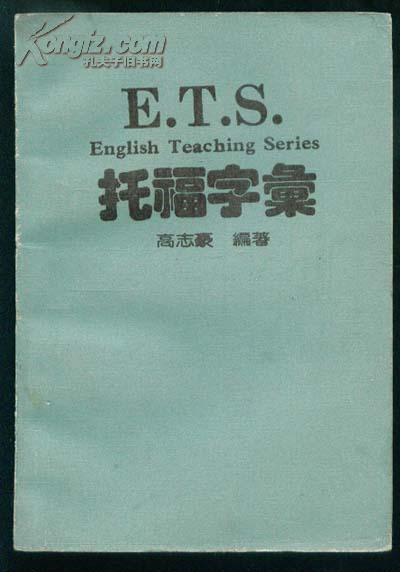 Kongfz.com
孔夫子旧书网
E.T.S.
English Teaching Series
托福字彙
高志豪 編著